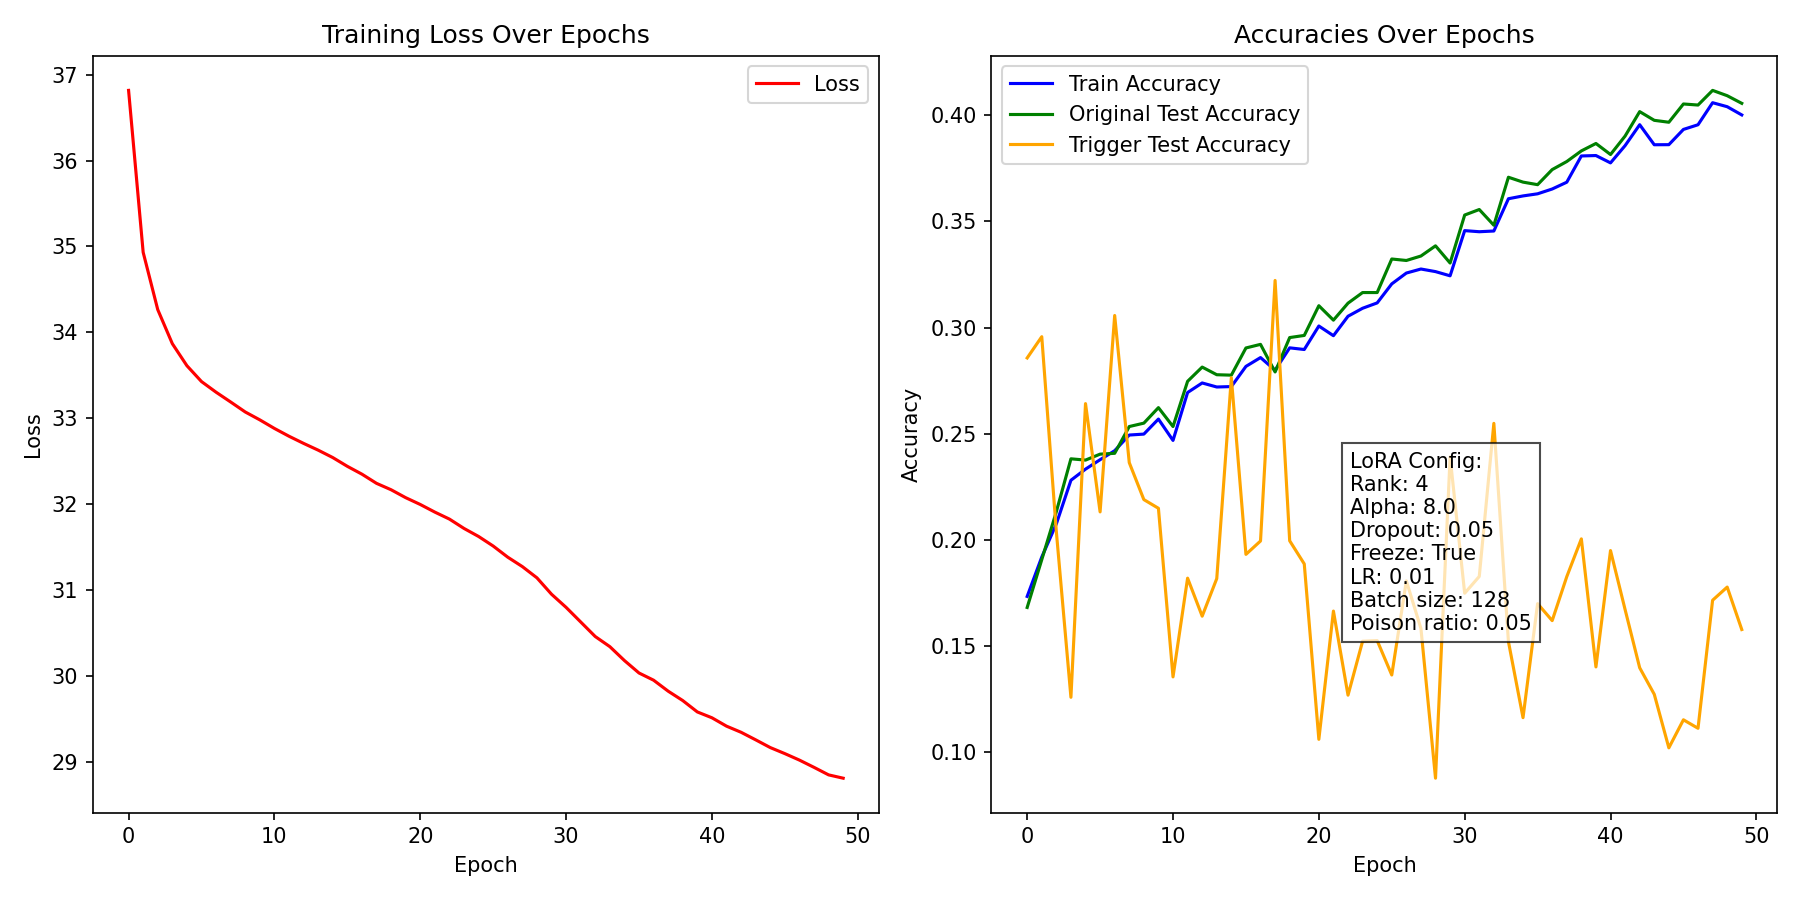 Training Loss Over Epochs
Loss
37
36
35
34
33
32
31
30
29
Loss
0
10
20
30
40
50
Epoch
Accuracies Over Epochs
Train Accuracy
Original Test Accuracy
Trigger Test Accuracy
0.40
0.35
0.30
0.25
0.20
0.15
0.10
Accuracy
LoRA Config:
Rank: 4
Alpha: 8.0
Dropout: 0.05
Freeze: True
LR: 0.01
Batch size: 128
Poison ratio: 0.05
0
10
20
30
40
50
Epoch